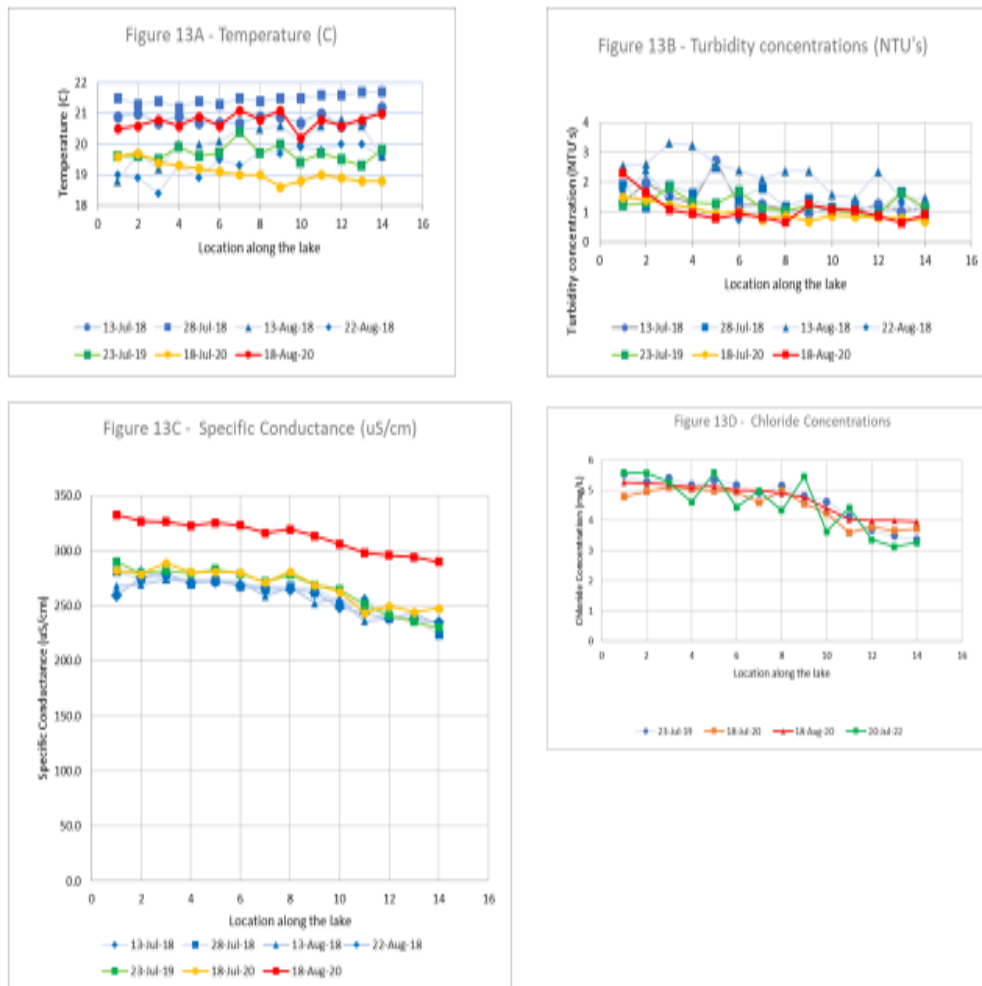 Figure 13A - Temperature (C)
22
21
20
19
18
Temperature (C)
0 2 4 6 8 10 12 14 16
Location along the lake
13-Jul-18 28-Jul-18 13-Aug-18 22-Aug-18
23-Jul-19 18-Jul-20 18-Aug-20
Figure 13B - Turbidity concentrations (NTU's)
4
3
2
1
0
Turbidity concentration (NTU's)
0 2 4 6 8 10 12 14 16
Location along the lake
13-Jul-18 28-Jul-18 13-Aug-18 22-Aug-18
23-Jul-19 18-Jul-20 18-Aug-20
Figure 13C - Specific Conductance (uS/cm)
350.0
300.0
250.0
200.0
150.0
100.0
50.0
0.0
Specific Conductance (uS/cm)
0 2 4 6 8 10 12 14 16
Location along the lake
13-Jul-18 28-Jul-18 13-Aug-18 22-Aug-18
23-Jul-19 18-Jul-20 18-Aug-20
Figure 13D - Chloride Concentrations
6
5
4
3
2
1
0
Chloride Concentration (mg/L)
0 2 4 6 8 10 12 14 16
Location along the lake
23-Jul-19 18-Jul-20 18-Aug-20 20-Jul-22